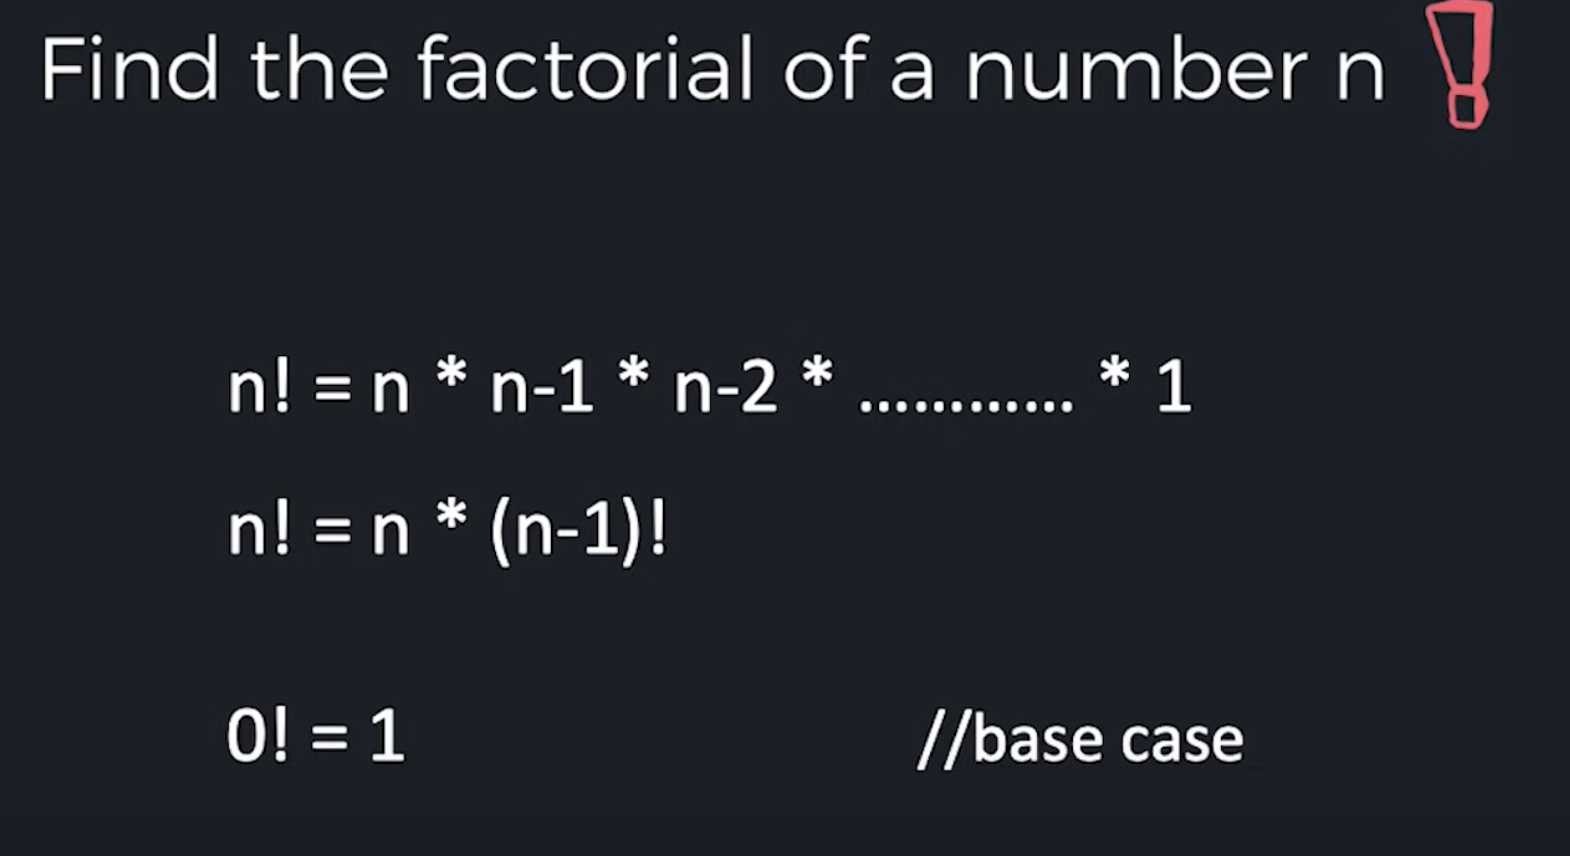 Find the factorial of a number n !
n! = n * n-1 * n-2 * ............ * 1
n! = n * (n-1)!
0! = 1 //base case